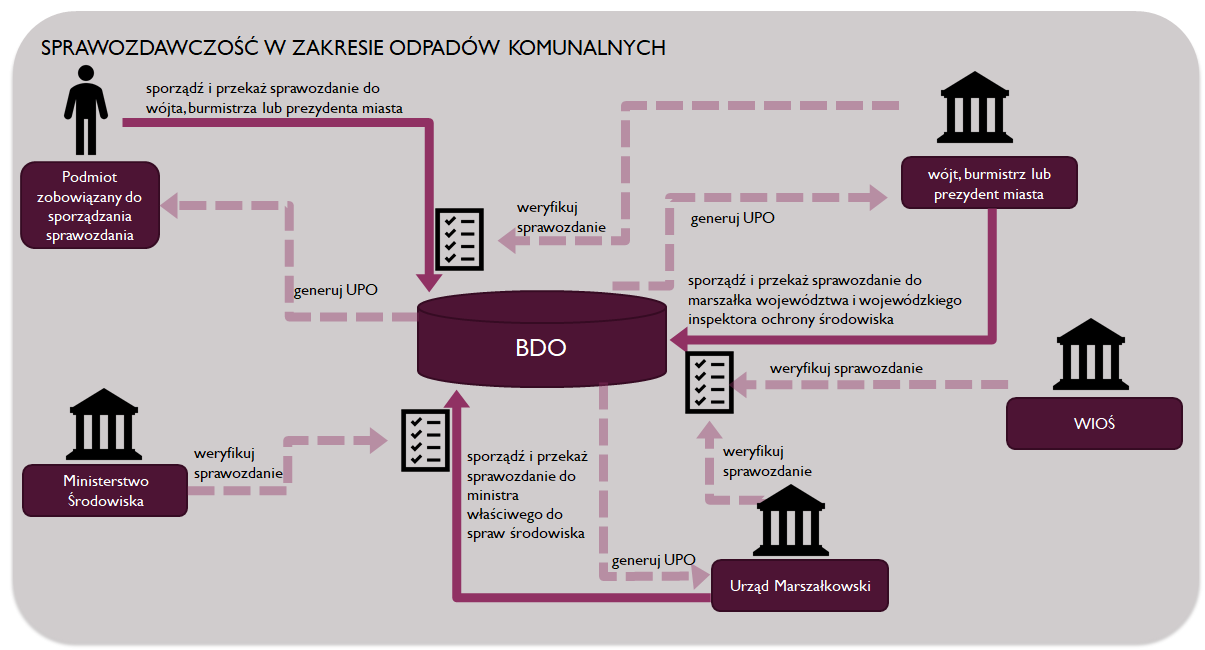 SPRAWOZDAWCZOŚĆ W ZAKRESIE ODPADÓW KOMUNALNYCH
sporządź i przekaż sprawozdanie do
wójta, burmistrza lub prezydenta miasta
Podmiot
zobowiązany do
sporządzania
sprawozdania
wójt, burmistrz lub
prezydent miasta
weryfikuj
sprawozdanie
generuj UPO
generuj UPO
sporządź i przekaż sprawozdanie do
marszałka województwa i wojewódzkiego
inspektora ochrony środowiska
BDO
weryfikuj sprawozdanie
WIOŚ
weryfikuj
sprawozdanie
Ministerstwo
Środowiska
sporządź i przekaż
sprawozdanie do
ministra
właściwego do
spraw środowiska
weryfikuj
sprawozdanie
generuj UPO
Urząd Marszałkowski